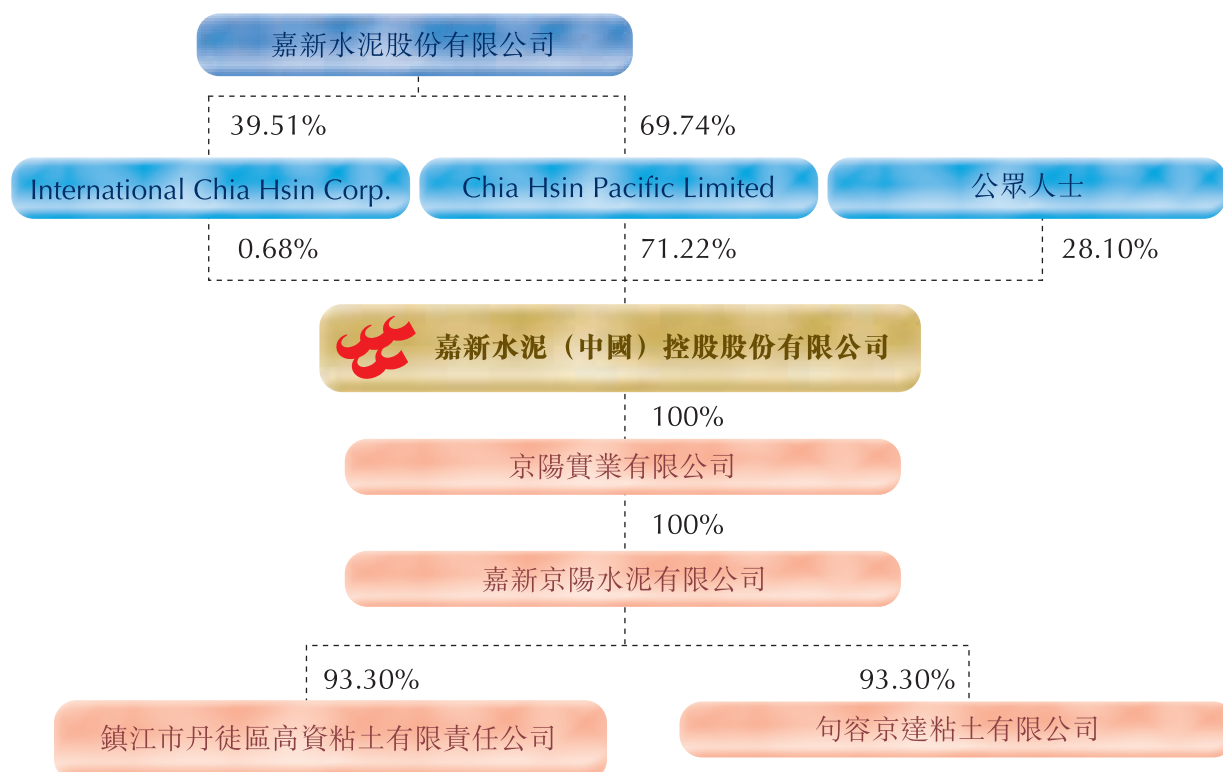 嘉新水泥股份有限公司
39.51%
69.74%
International Chia Hsin Corp.
Chia Hsin Pacific Limited
公眾人士
0.68%
71.22%
28.10%
嘉新水泥（中國）控股股份有限公司
100%
京陽實業有限公司
100%
嘉新京陽水泥有限公司
93.30%
93.30%
鎮江市丹徒區高資粘土有限責任公司
句容京達粘土有限公司